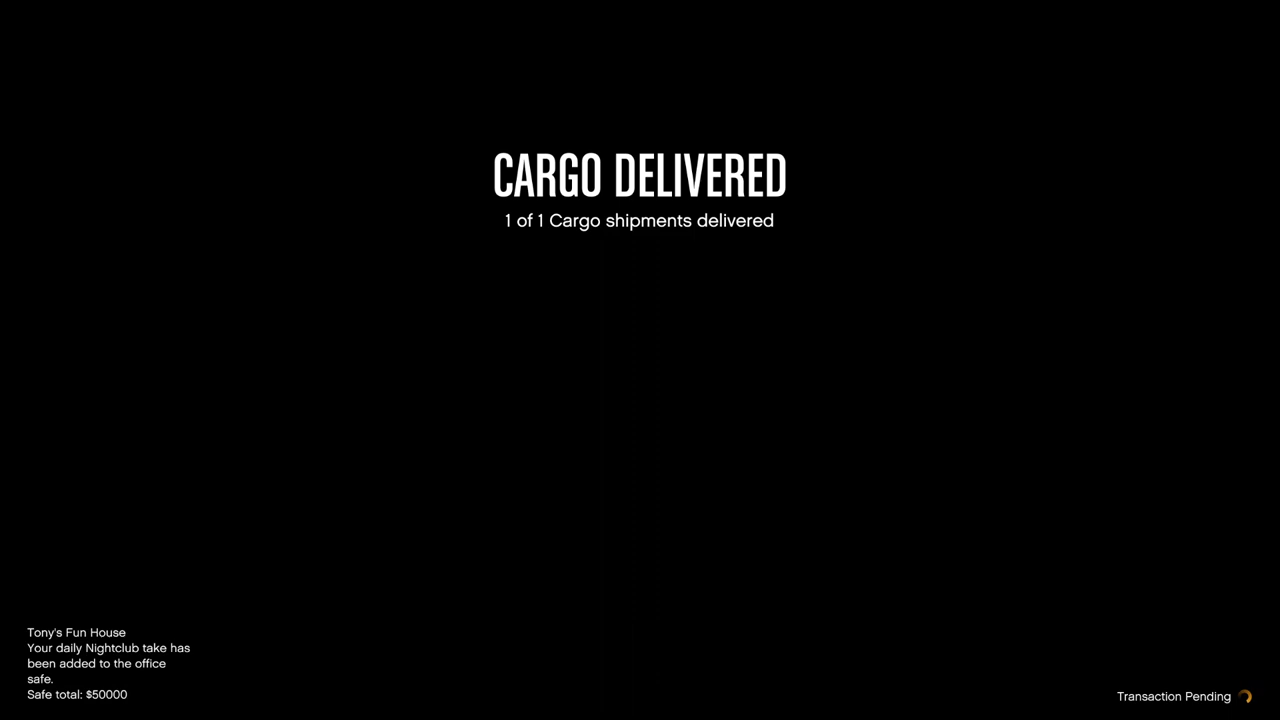 CARGO DELIVERED
1 of 1 Cargo shipments delivered
Tony's Fun House
Your daily Nightclub take has
been added to the office
safe.
Safe total: $50000
Transaction Pending